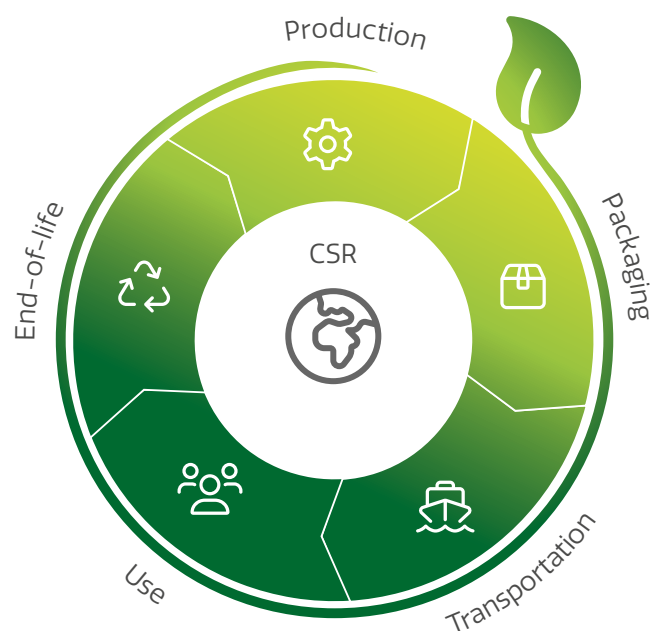 Production
Packaging
Transportation
Use
End-of-life
CSR